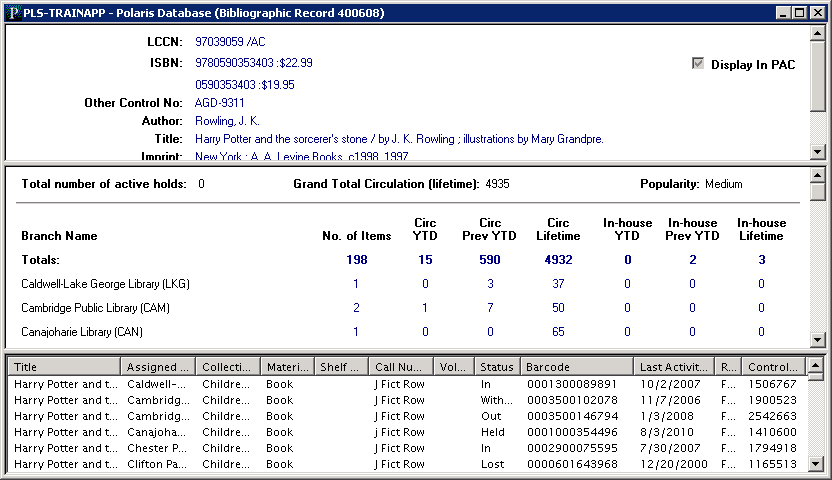 PLS-TRAINAPP - Polaris Database (Bibliographic Record 400608)
LCCN: 97039059 /AC
ISBN: 9780590353403 :$22.99
Display In PAC
0590353403 :$19.95
Other Control No: AGD-9311
Author: Rowling, J. K.
Title: Harry Potter and the sorcerer's stone / by J. K. Rowling ; illustrations by Mary Grandpre.
Imprint: New York : A. A. Levine Books, c1998, 1997
Total number of active holds: 0 Grand Total Circulation (lifetime): 4935 Popularity: Medium
Branch Name No. of Items Circ YTD Circ Prev YTD Circ Lifetime In-house YTD In-house Prev YTD In-house Lifetime
Totals: 198 15 590 4932 0 2 3
Caldwell-Lake George Library (LKG) 1 0 3 37 0 0 0
Cambridge Public Library (CAM) 2 1 7 50 0 0 0
Canajoharie Library (CAN) 1 0 0 65 0 0 0
Title Assigned ... Collecti... Materi... Shelf ... Call Nu... Vol... Status Barcode Last Activit... R... Control...
Harry Potter and t... Caldwell-... Childre... Book J Fict Row In 0001300089891 10/2/2007 F... 1506767
Harry Potter and t... Cambridg... Childre... Book J Fict Row With... 0003500102078 11/7/2006 F... 1900523
Harry Potter and t... Cambridg... Childre... Book j Fict Row Out 0003500146794 1/3/2008 F... 2542663
Harry Potter and t... Canajoha... Childre... Book J Fict Row Held 0001000354496 8/3/2010 F... 1410600
Harry Potter and t... Chester P... Childre... Book J Fict Row In 0002900075595 7/30/2007 F... 1794918
Harry Potter and t... Clifton Pa... Childre... Book j Fict Row Lost 0000601643968 12/20/2000 F... 1165513